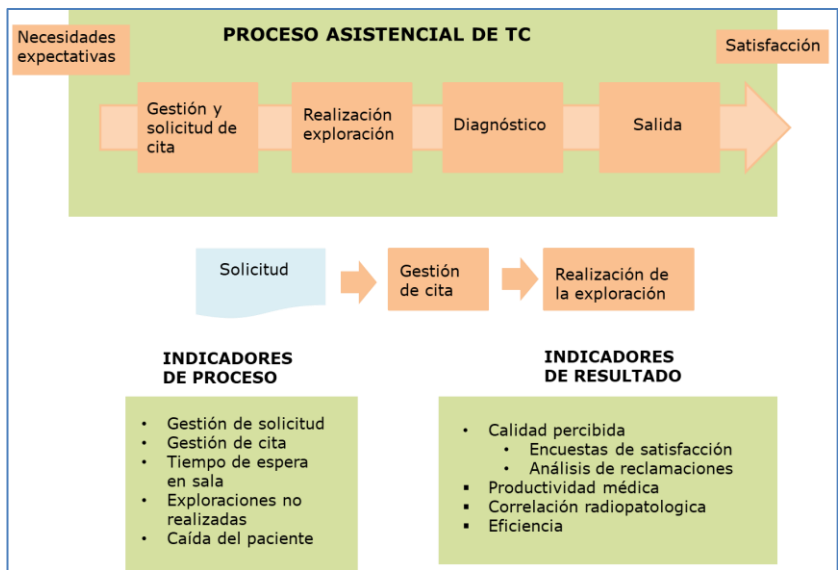 Necesidades
expectativas
PROCESO ASISTENCIAL DE TC
Satisfacción
Gestión y
solicitud de
cita
Realización
exploración
Diagnóstico
Salida
Solicitud
Gestión
de cita
Realización de
la exploración
INDICADORES
DE PROCESO
• Gestión de solicitud
• Gestión de cita
• Tiempo de espera
en sala
• Exploraciones no
realizadas
• Caída del paciente
INDICADORES
DE RESULTADO
• Calidad percibida
• Encuestas de satisfacción
• Análisis de reclamaciones
▪ Productividad médica
▪ Correlación radiopatologica
▪ Eficiencia